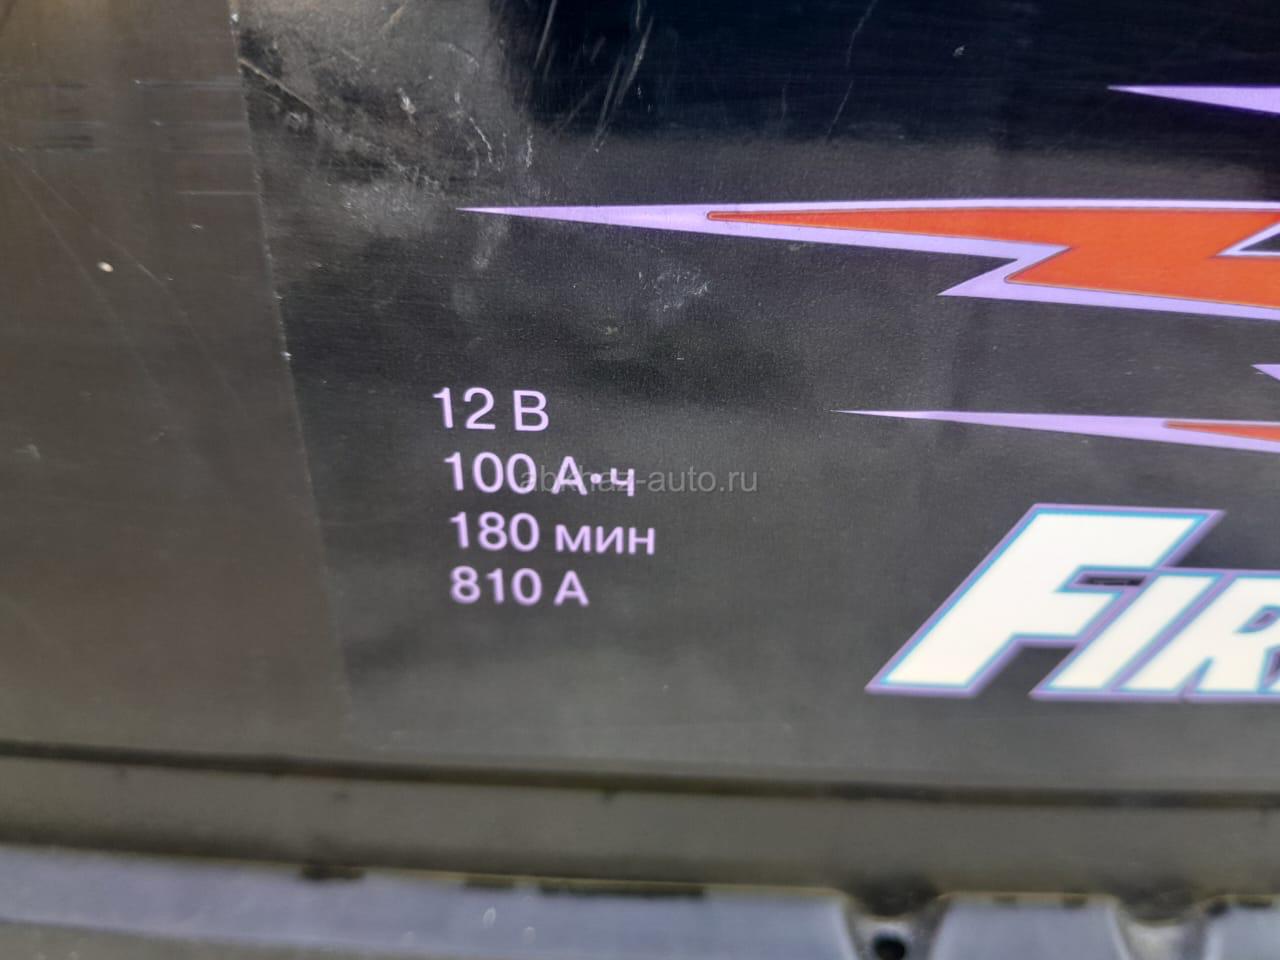 12 В
100 А·ч
180 мин
810 А
abkhaz-auto.ru